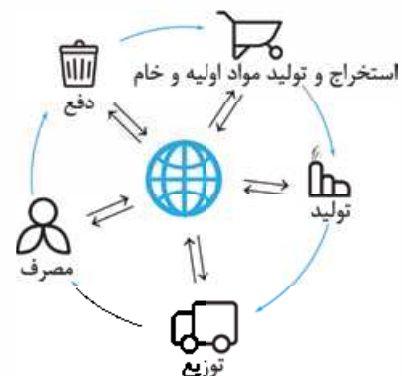 استخراج و تولید مواد اولیه و خام
تولید
توزیع
مصرف
دفع